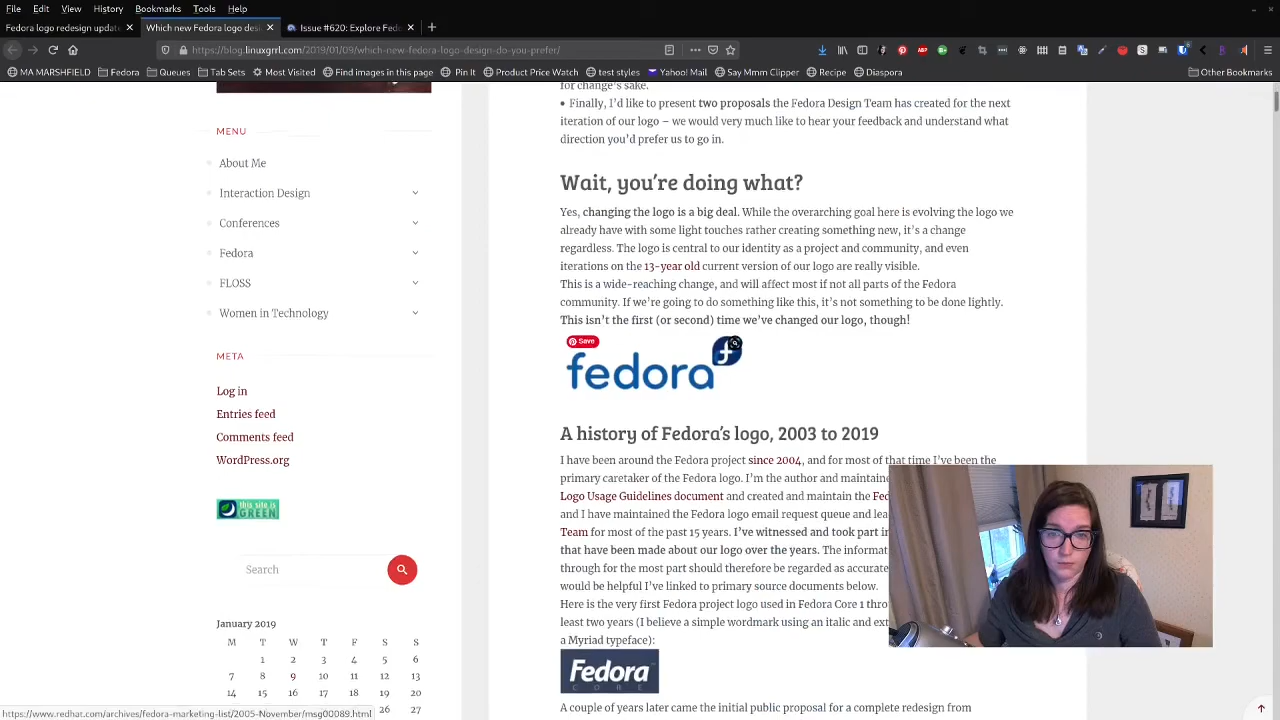 Fedora logo redesign update
Which new Fedora logo design
Issue #620: Explore Fedora
https://blog.linuxgrrl.com/2019/01/09/which-new-fedora-logo-design-do-you-prefer/
MA MARSHFIELD
Fedora
Queues
Tab Sets
Most Visited
Find images in this page
Pin It
Product Price Watch
test styles
Yahoo! Mail
Say Mmm Clipper
Recipe
Diaspora
Other Bookmarks
MENU
About Me
Interaction Design
Conferences
Fedora
FLOSS
Women in Technology
META
Log in
Entries feed
Comments feed
WordPress.org
this site is
GREEN
Search
January 2019
M T W T F S S
1 2 3 4 5 6
7 8 9 10 11 12 13
14 15 16 17 18 19 20
26 27
https://www.redhat.com/archives/fedora-marketing-list/2005-November/msg00089.html
for change's sake.
• Finally, I'd like to present two proposals the Fedora Design Team has created for the next
iteration of our logo – we would very much like to hear your feedback and understand what
direction you'd prefer us to go in.
Wait, you're doing what?
Yes, changing the logo is a big deal. While the overarching goal here is evolving the logo we
already have with some light touches rather creating something new, it's a change
regardless. The logo is central to our identity as a project and community, and even
iterations on the 13-year old current version of our logo are really visible.
This is a wide-reaching change, and will affect most if not all parts of the Fedora
community. If we're going to do something like this, it's not something to be done lightly.
This isn't the first (or second) time we've changed our logo, though!
Save
fedora
A history of Fedora's logo, 2003 to 2019
I have been around the Fedora project since 2004, and for most of that time I've been the
primary caretaker of the Fedora logo. I'm the author and maintaine
Logo Usage Guidelines document and created and maintain the Fed
and I have maintained the Fedora logo email request queue and lea
Team for most of the past 15 years. I've witnessed and took part in
that have been made about our logo over the years. The informat
through for the most part should therefore be regarded as accurate
would be helpful I've linked to primary source documents below.
Here is the very first Fedora project logo used in Fedora Core 1 thro
least two years (I believe a simple wordmark using an italic and ext
a Myriad typeface):
Fedora
CORE
A couple of years later came the initial public proposal for a complete redesign from